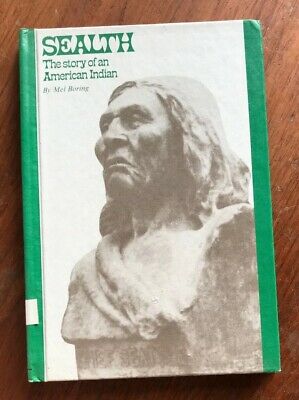 SEALTH
The story of an
American Indian
By Mel Boring